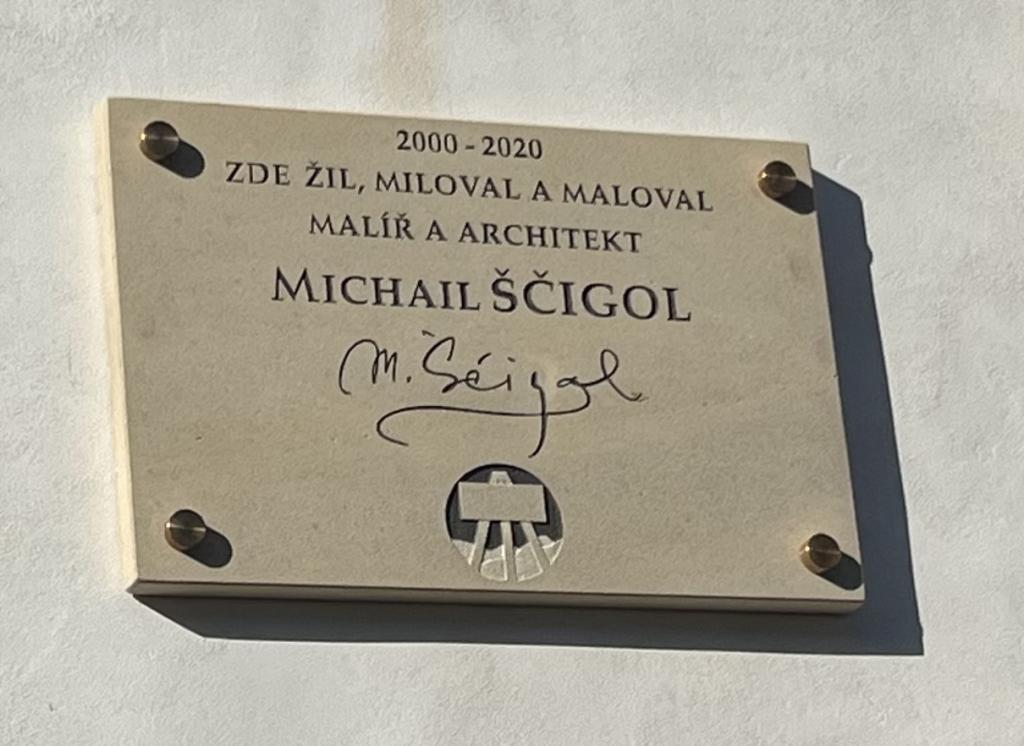 2000 - 2020
ZDE ŽIL, MILOVAL A MALOVAL
MALÍŘ A ARCHITEKT
MICHAIL ŠČIGOL
M. Ščigol